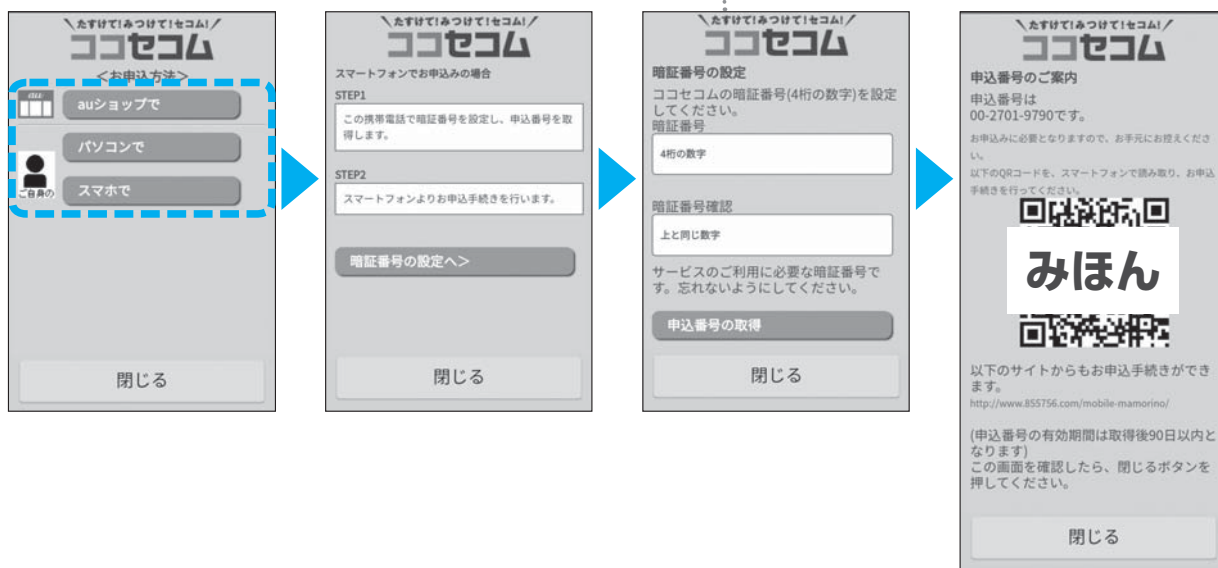 \たすけて!みつけて!セコム!/
ココセコム
<お申込方法>
au
auショップで
パソコンで
ご自身の
スマホで
閉じる
\たすけて!みつけて!セコム!/
ココセコム
スマートフォンでお申込みの場合
STEP1
この携帯電話で暗証番号を設定し、申込番号を取
得します。
STEP2
スマートフォンよりお申込手続きを行います。
暗証番号の設定へ>
閉じる
\たすけて!みつけて!セコム!/
ココセコム
暗証番号の設定
ココセコムの暗証番号(4桁の数字)を設定
してください。
暗証番号
4桁の数字
暗証番号確認
上と同じ数字
サービスのご利用に必要な暗証番号で
す。忘れないようにしてください。
申込番号の取得
閉じる
\たすけて!みつけて!セコム!/
ココセコム
申込番号のご案内
申込番号は
00-2701-9790です。
お申込みに必要となりますので、お手元にお控えくださ
い。
以下のQRコードを、スマートフォンで読み取り、お申込
手続きを行ってください。
みほん
以下のサイトからもお申込手続きができ
ます。
http://www.855756.com/mobile-mamorino/
(申込番号の有効期間は取得後90日以内と
なります)
この画面を確認したら、閉じるボタンを
押してください。
閉じる